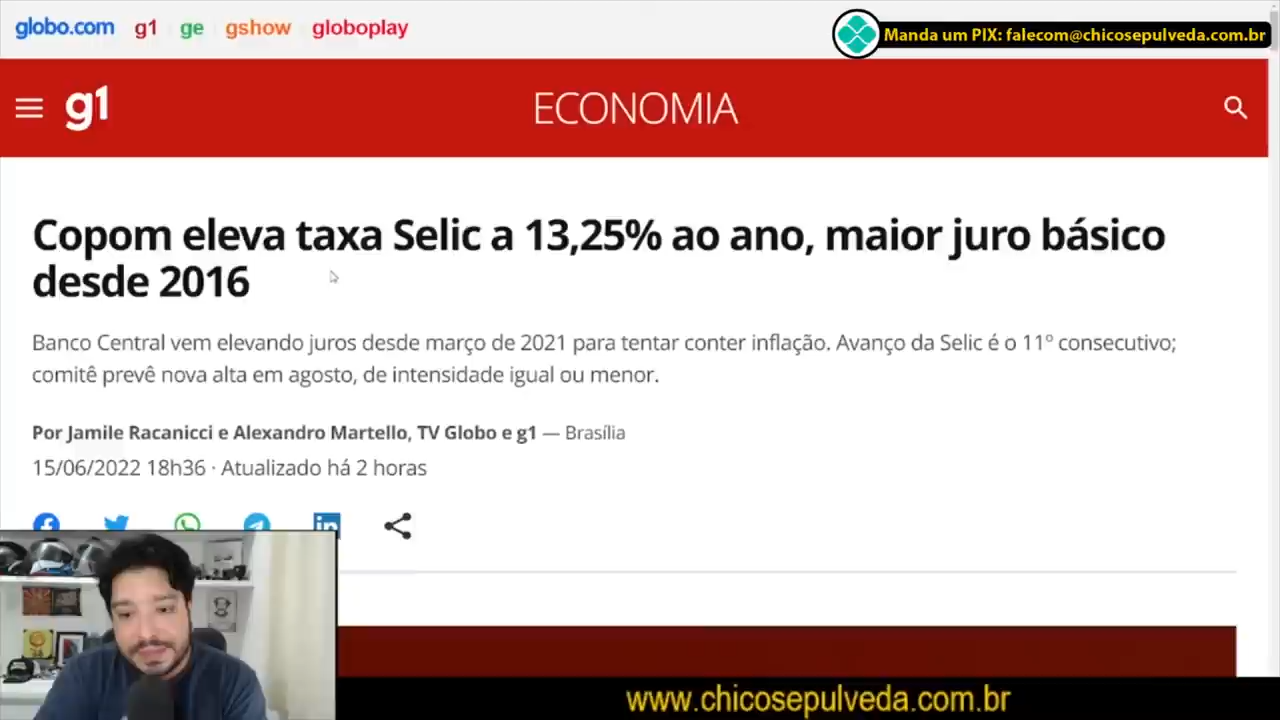 globo.com g1 ge gshow globoplay
Manda um PIX: falecom@chicosepulveda.com.br
g1
ECONOMIA
Copom eleva taxa Selic a 13,25% ao ano, maior juro básico
desde 2016
Banco Central vem elevando juros desde março de 2021 para tentar conter inflação. Avanço da Selic é o 11º consecutivo;
comitê prevê nova alta em agosto, de intensidade igual ou menor.
Por Jamile Racanicci e Alexandro Martello, TV Globo e g1 — Brasília
15/06/2022 18h36 · Atualizado há 2 horas
in
www.chicosepulveda.com.br